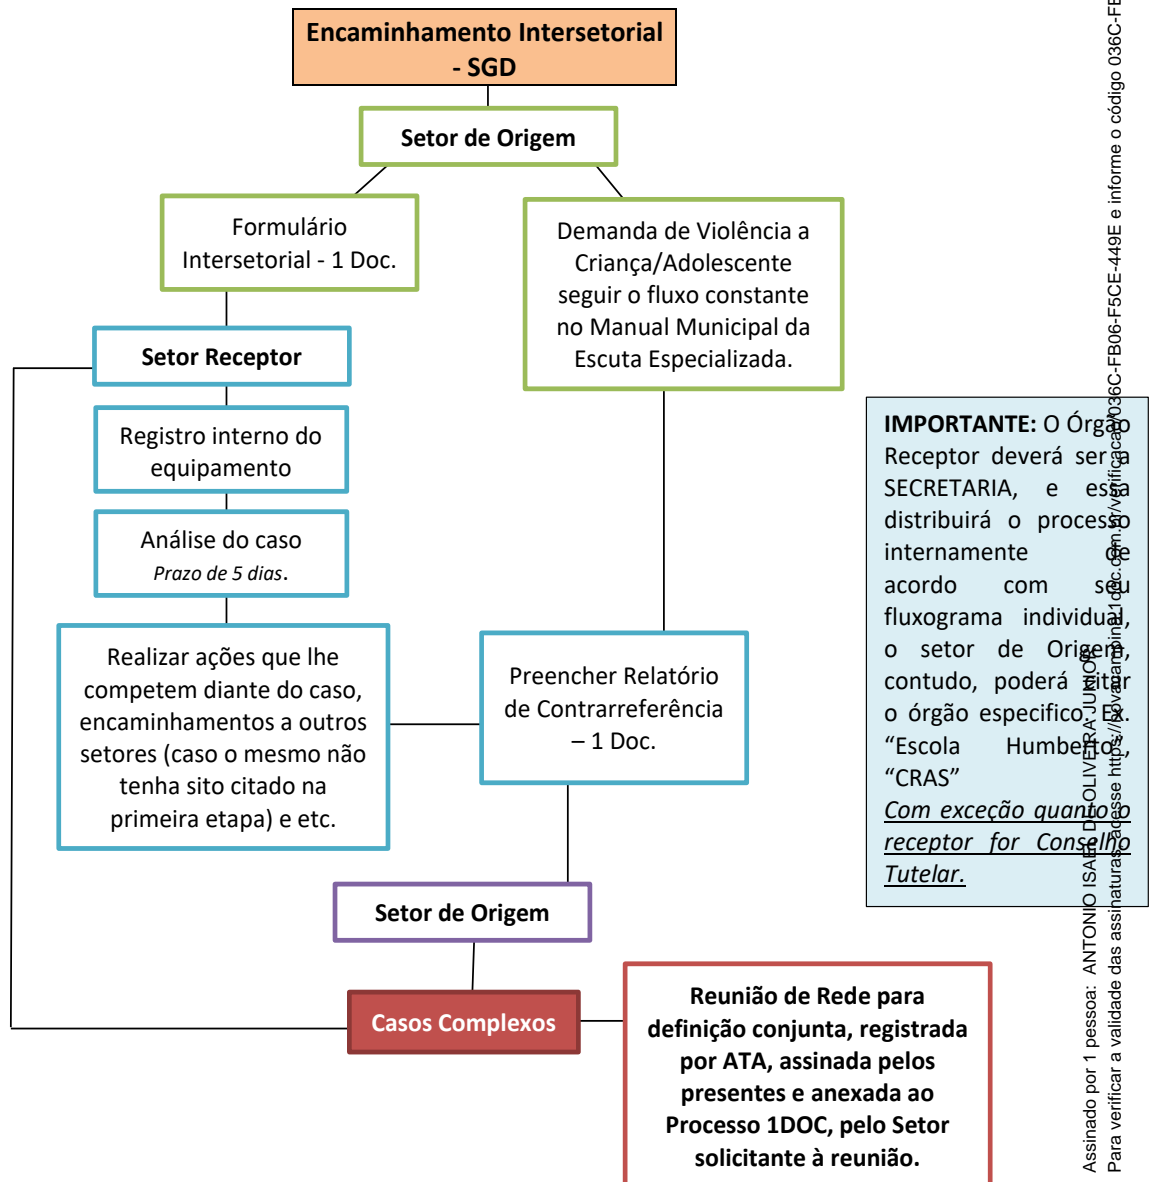 Encaminhamento Intersetorial
- SGD
Setor de Origem
Formulário
Intersetorial - 1 Doc.
Demanda de Violência a
Criança/Adolescente
seguir o fluxo constante
no Manual Municipal da
Escuta Especializada.
Setor Receptor
Registro interno do
equipamento
Análise do caso
Prazo de 5 dias.
Realizar ações que lhe
competem diante do caso,
encaminhamentos a outros
setores (caso o mesmo não
tenha sito citado na
primeira etapa) e etc.
Preencher Relatório
de Contrarreferência
– 1 Doc.
IMPORTANTE: O Órgão
Receptor deverá ser a
SECRETARIA, e essa
distribuirá o processo
internamente de
acordo com seu
fluxograma individual,
o setor de Origem,
contudo, poderá citar
o órgão especifico. Ex.
“Escola Humberto”,
“CRAS”
Com exceção quanto o
receptor for Conselho
Tutelar.
Setor de Origem
Casos Complexos
Reunião de Rede para
definição conjunta, registrada
por ATA, assinada pelos
presentes e anexada ao
Processo 1DOC, pelo Setor
solicitante à reunião.
Assinado por 1 pessoa: ANTONIO ISAEL DE OLIVEIRA JUNIOR
Para verificar a validade das assinaturas, acesse https://novacampina.1doc.com.br/verificacao/036C-FB06-F5CE-449E e informe o código 036C-FB